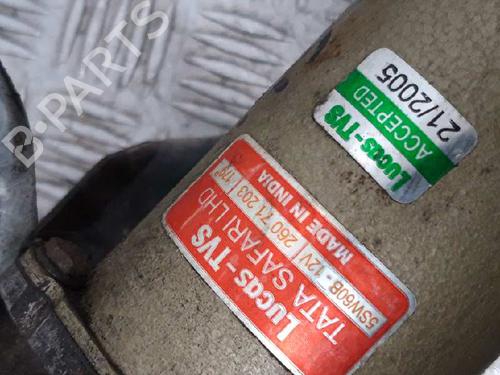 B-PARTS
LUCAS-TVS
ACCEPTED
21/2005
LUCAS-TVS
TATA SAFARI LHD
5SW60B - 12V 260 71 203 179°
MADE IN INDIA